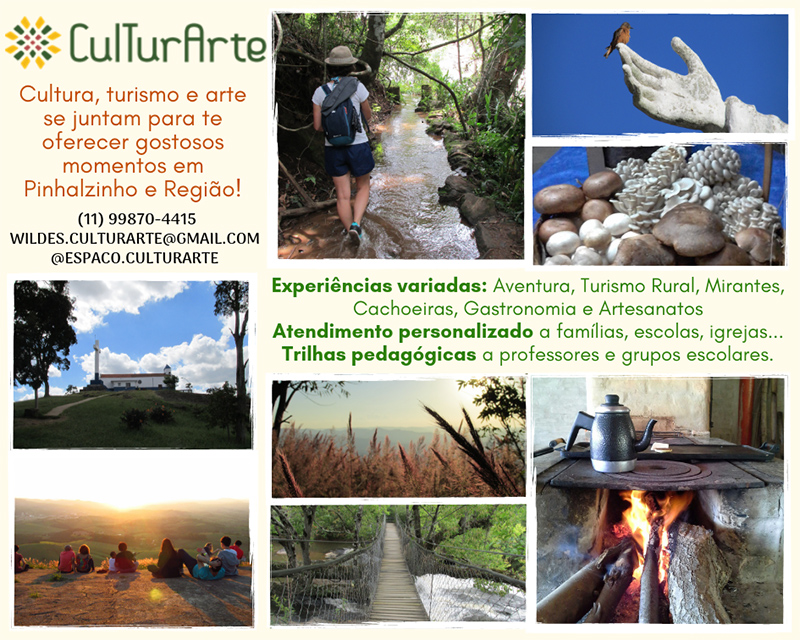 CulTurArte
Cultura, turismo e arte
se juntam para te
oferecer gostosos
momentos em
Pinhalzinho e Região!
(11) 99870-4415
WILDES.CULTURARTE@GMAIL.COM
@ESPACO.CULTURARTE
Experiências variadas: Aventura, Turismo Rural, Mirantes,
Cachoeiras, Gastronomia e Artesanatos
Atendimento personalizado a famílias, escolas, igrejas...
Trilhas pedagógicas a professores e grupos escolares.